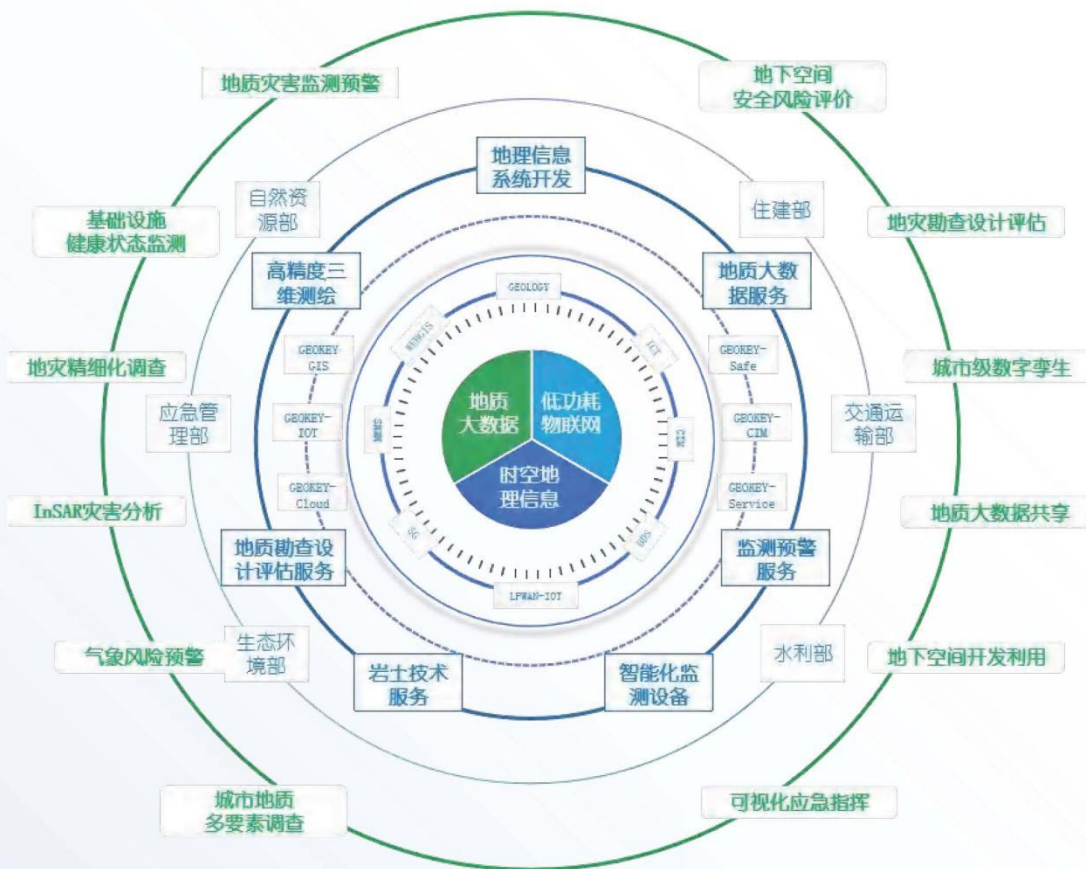 地质灾害监测预警
地下空间
安全风险评价
地理信息
系统开发
自然资
源部
住建部
基础设施
健康状态监测
地灾勘查设计评估
高精度三
维测绘
地质大数
据服务
GEOLOGY
WEBGIS
ICT
GEOKEY
GIS
GEOKEY-
Safe
地灾精细化调查
城市级数字孪生
地质
大数据
低功耗
物联网
应急管
理部
GEOKEY-
IOT
CIM
GEOKEY-
CIM
交通运
输部
时空地
理信息
GEOKEY-
Cloud
GEOKEY-
Service
InSAR灾害分析
地质大数据共享
5G
BDS
地质勘查设
计评估服务
监测预警
服务
LPWAN-IOT
生态环
境部
水利部
气象风险预警
地下空间开发利用
岩土技术
服务
智能化监
测设备
城市地质
多要素调查
可视化应急指挥